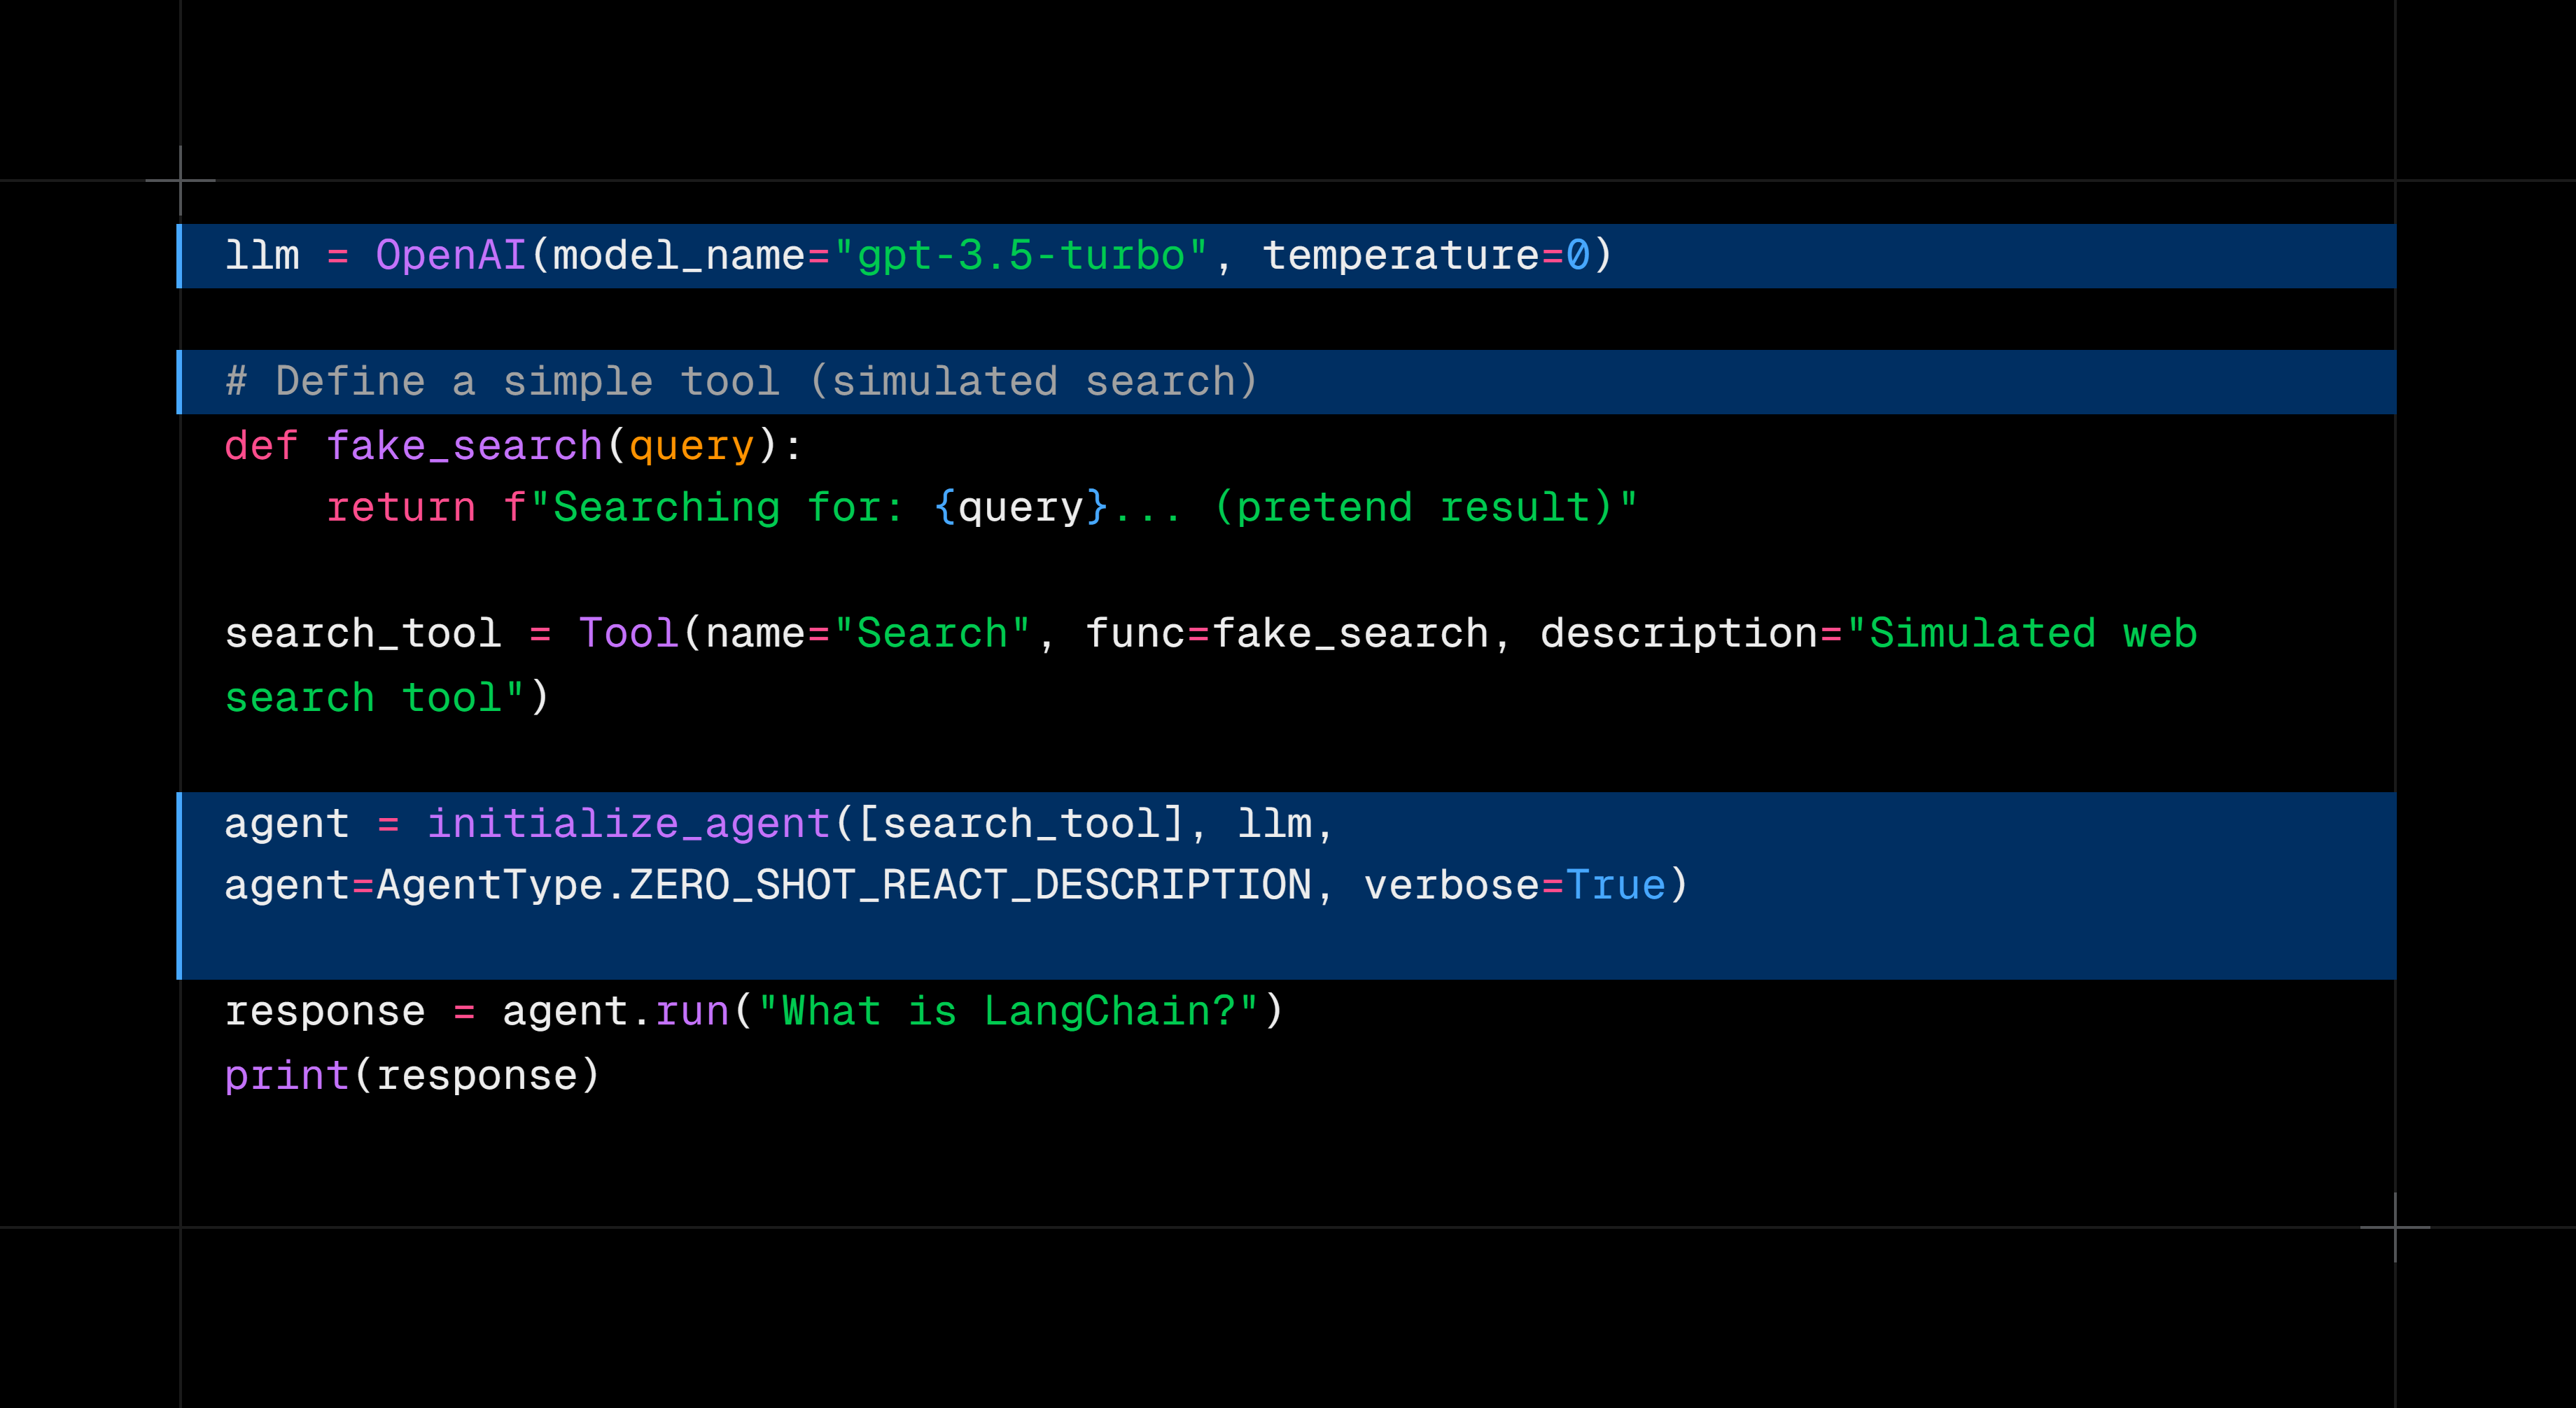 llm = OpenAI(model_name="gpt-3.5-turbo", temperature=0)
# Define a simple tool (simulated search)
def fake_search(query):
    return f"Searching for: {query}... (pretend result)"
search_tool = Tool(name="Search", func=fake_search, description="Simulated web
search tool")
agent = initialize_agent([search_tool], llm,
agent=AgentType.ZERO_SHOT_REACT_DESCRIPTION, verbose=True)
response = agent.run("What is LangChain?")
print(response)